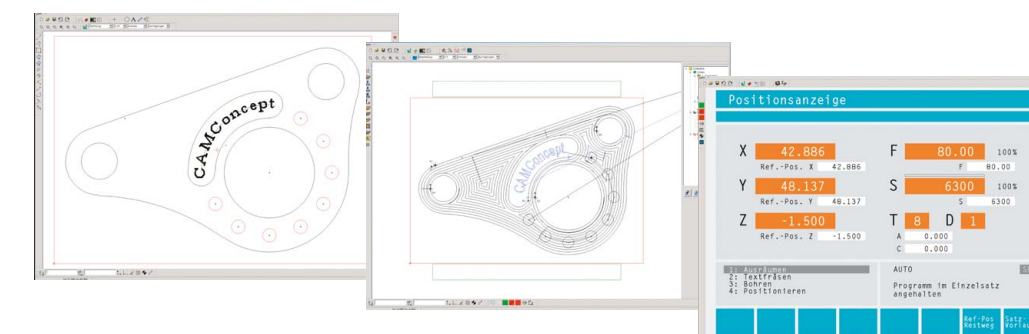 CAMConcept
CAMConcept
Positionsanzeige
X 42.886 F 80.00 100%
Ref.-Pos. X 42.886 F 80.00
Y 48.137 S 6300 100%
Ref.-Pos. Y 48.137 S 6300
Z -1.500 T 8 D 1
Ref.-Pos. Z -1.500 A 0.000
C 0.000
1: Ausräumen AUTO
2: Textfräsen
3: Bohren Programm im Einzelsatz
4: Positionieren angehalten
Ref-Pos Satz-
Restweg Vorlau